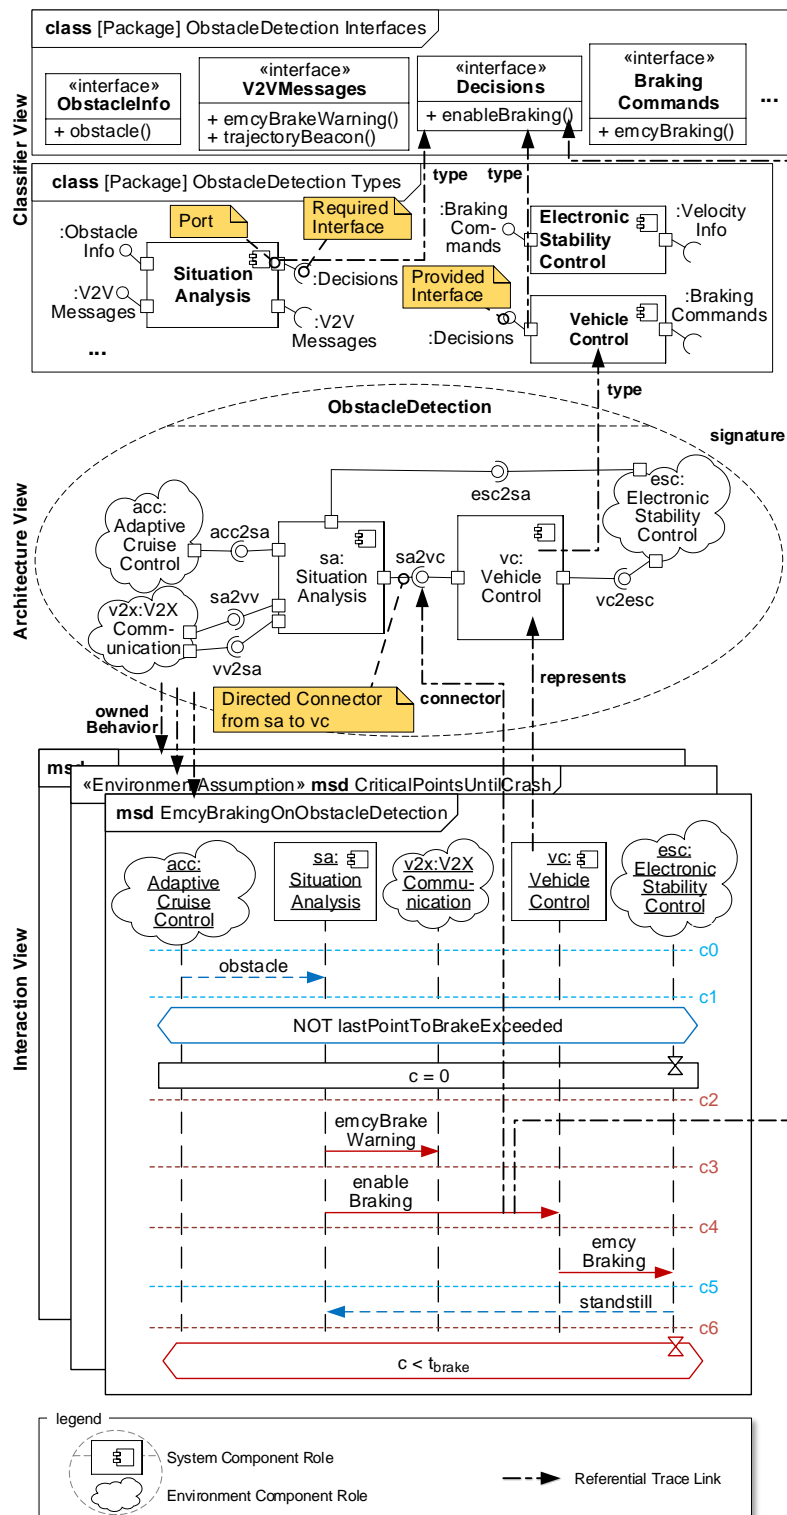 class [Package] ObstacleDetection Interfaces
«interface»
ObstacleInfo
+ obstacle()
«interface»
V2VMessages
+ emcyBrakeWarning()
+ trajectoryBeacon()
«interface»
Decisions
+ enableBraking()
«interface»
Braking
Commands
+ emcyBraking()
...
Classifier View
class [Package] ObstacleDetection Types
type
type
Port
Required
Interface
:Obstacle
Info
:V2V
Messages
Situation
Analysis
:Decisions
:V2V
Messages
...
:Braking
Com-
mands
Electronic
Stability
Control
:Velocity
Info
Provided
Interface
:Decisions
Vehicle
Control
:Braking
Commands
type
Architecture View
ObstacleDetection
signature
acc:
Adaptive
Cruise
Control
acc2sa
esc2sa
esc:
Electronic
Stability
Control
sa:
Situation
Analysis
sa2vc
vc:
Vehicle
Control
v2x:V2X
Comm-
unication
sa2vv
vv2sa
vc2esc
Directed Connector
from sa to vc
connector
represents
owned
Behavior
Interaction View
msd
«EnvironmentAssumption» msd CriticalPointsUntilCrash
msd EmcyBrakingOnObstacleDetection
acc:
Adaptive
Cruise
Control
sa:
Situation
Analysis
v2x:V2X
Commu-
nication
vc:
Vehicle
Control
esc:
Electronic
Stability
Control
c0
obstacle
c1
NOT lastPointToBrakeExceeded
c = 0
c2
emcyBrake
Warning
c3
enable
Braking
c4
emcy
Braking
c5
standstill
c6
c < tbrake
legend
System Component Role
Environment Component Role
Referential Trace Link